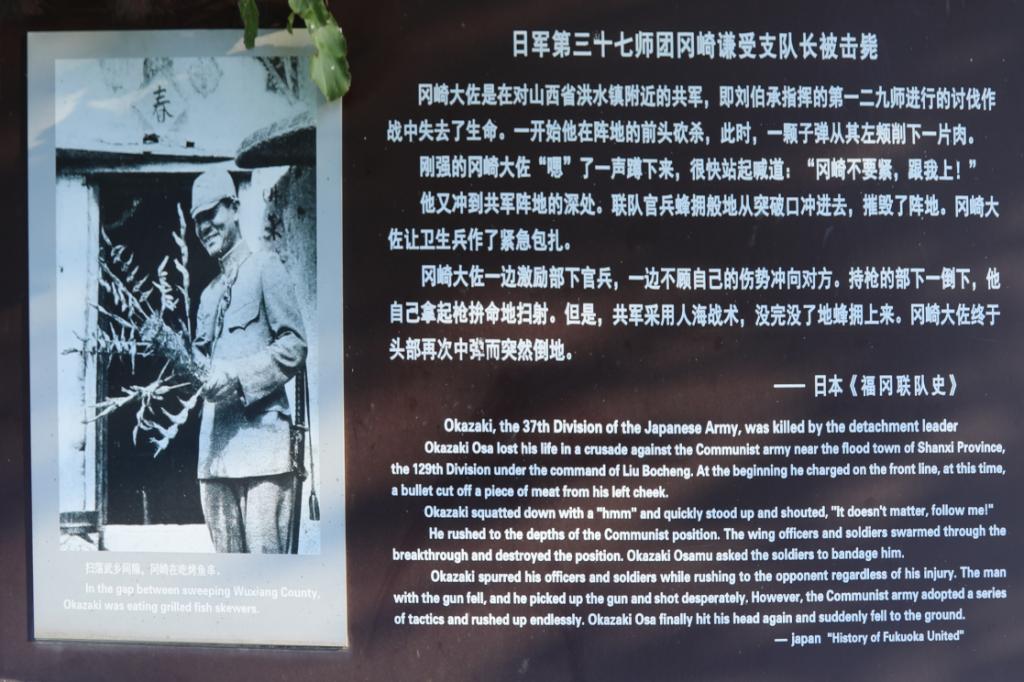 春
扫荡武乡间隙，冈崎在吃烤鱼串。
In the gap between sweeping Wuxiang County,
Okazaki was eating grilled fish skewers.
日军第三十七师团冈崎谦受支队长被击毙
冈崎大佐是在对山西省洪水镇附近的共军，即刘伯承指挥的第一二九师进行的讨伐作
战中失去了生命。一开始他在阵地的前头砍杀，此时，一颗子弹从其左颊削下一片肉。
刚强的冈崎大佐“嗯”了一声蹲下来，很快站起喊道：“冈崎不要紧，跟我上！”
他又冲到共军阵地的深处。联队官兵蜂拥般地从突破口冲进去，摧毁了阵地。冈崎大
佐让卫生兵作了紧急包扎。
冈崎大佐一边激励部下官兵，一边不顾自己的伤势冲向对方。持枪的部下一倒下，他
自己拿起枪拚命地扫射。但是，共军采用人海战术，没完没了地蜂拥上来。冈崎大佐终于
头部再次中弹而突然倒地。
—— 日本《福冈联队史》
Okazaki, the 37th Division of the Japanese Army, was killed by the detachment leader
Okazaki Osa lost his life in a crusade against the Communist army near the flood town of Shanxi Province,
the 129th Division under the command of Liu Bocheng. At the beginning he charged on the front line, at this time,
a bullet cut off a piece of meat from his left cheek.
Okazaki squatted down with a "hmm" and quickly stood up and shouted, "It doesn't matter, follow me!"
He rushed to the depths of the Communist position. The wing officers and soldiers swarmed through the
breakthrough and destroyed the position. Okazaki Osamu asked the soldiers to bandage him.
Okazaki spurred his officers and soldiers while rushing to the opponent regardless of his injury. The man
with the gun fell, and he picked up the gun and shot desperately. However, the Communist army adopted a series
of tactics and rushed up endlessly. Okazaki Osa finally hit his head again and suddenly fell to the ground.
— japan "History of Fukuoka United"